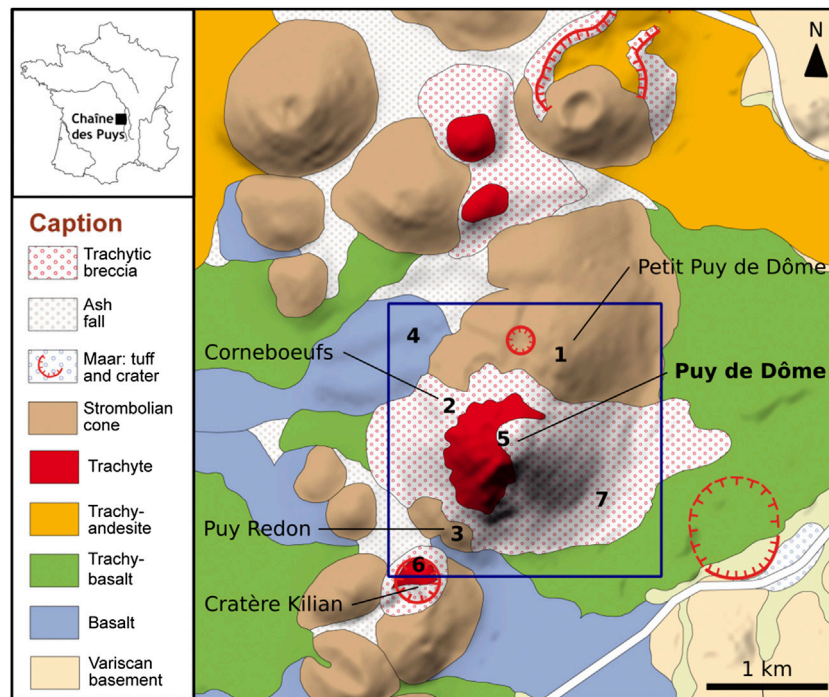 Chaîne
des Puys
Caption
Trachytic
breccia
Ash
fall
Maar: tuff
and crater
Strombolian
cone
Trachyte
Trachy-
andesite
Trachy-
basalt
Basalt
Variscan
basement
N
Petit Puy de Dôme
4
1
Corneboeufs
Puy de Dôme
2
5
7
Puy Redon
3
6
Cratère Kilian
1 km